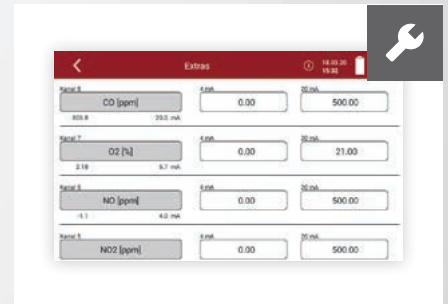 Extras
18.03.20
15:32
Kanal 8
4 mA
20 mA
CO [ppm]
0.00
500.00
803.8
20.0 mA
Kanal 7
4 mA
20 mA
O2 [%]
0.00
21.00
2.18
5.7 mA
Kanal 6
4 mA
20 mA
NO [ppm]
0.00
500.00
-1.1
4.0 mA
Kanal 5
4 mA
20 mA
NO2 [ppm]
0.00
500.00